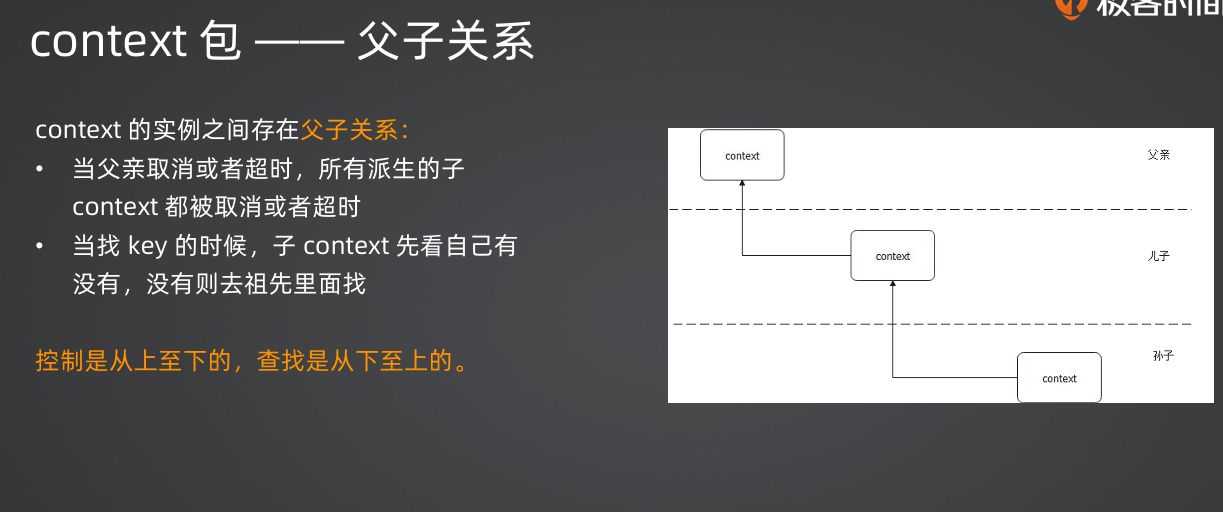 极客时间
context 包 —— 父子关系
context 的实例之间存在父子关系：
• 当父亲取消或者超时，所有派生的子
context 都被取消或者超时
• 当找 key 的时候，子 context 先看自己有
没有，没有则去祖先里面找
控制是从上至下的，查找是从下至上的。
context
父亲
context
儿子
context
孙子